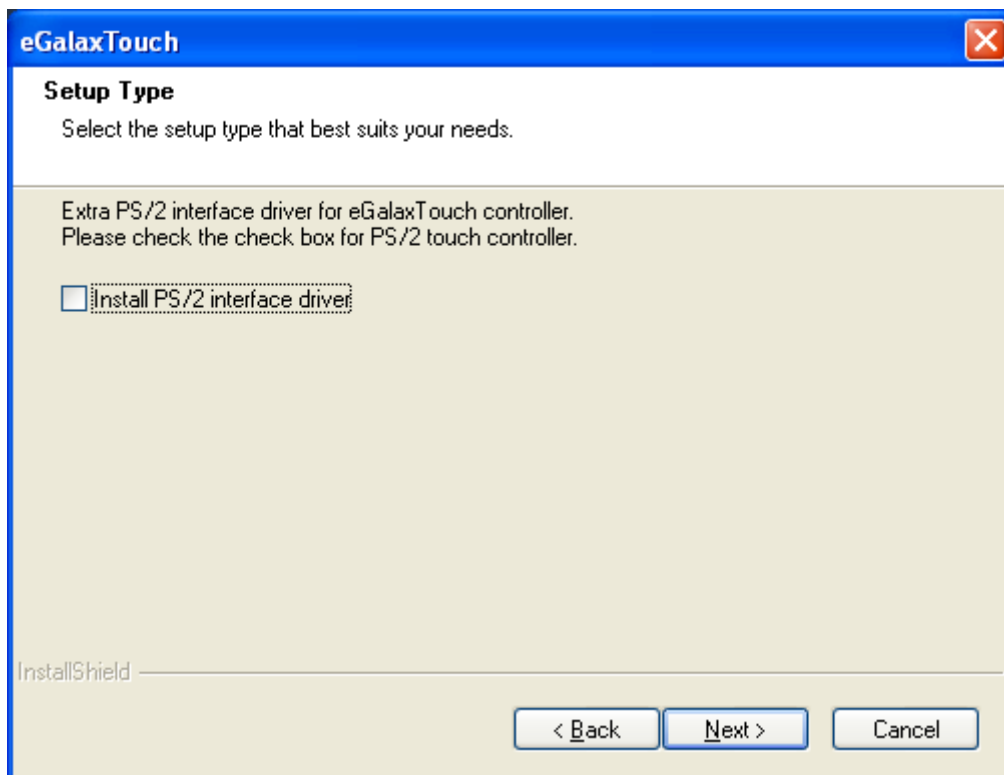 eGalaxTouch
Setup Type
Select the setup type that best suits your needs.
Extra PS/2 interface driver for eGalaxTouch controller.
Please check the check box for PS/2 touch controller.
Install PS/2 interface driver
InstallShield
< Back
Next >
Cancel